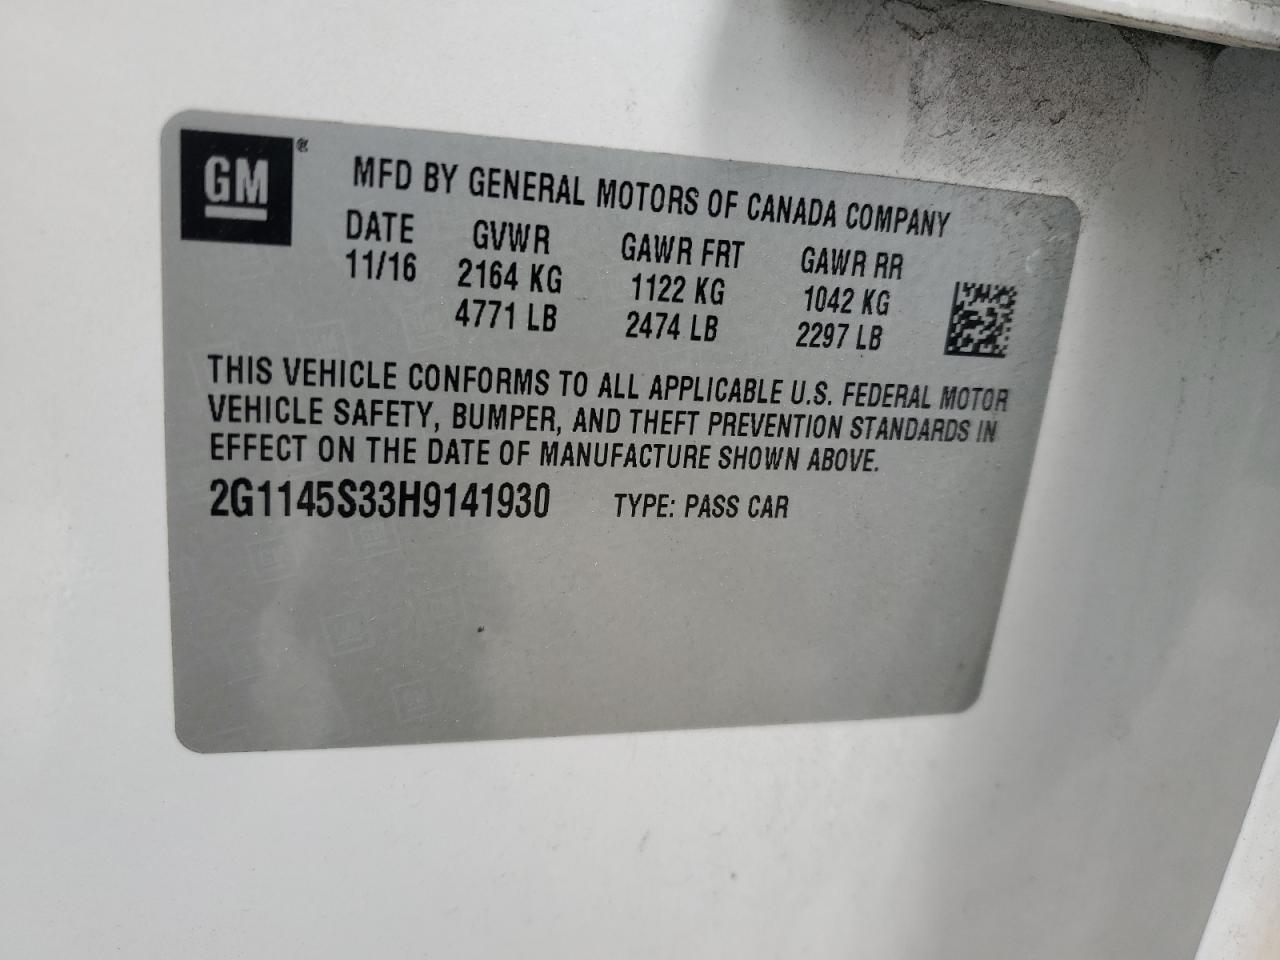 GM®
MFD BY GENERAL MOTORS OF CANADA COMPANY
DATE GVWR GAWR FRT GAWR RR
11/16 2164 KG 1122 KG 1042 KG
4771 LB 2474 LB 2297 LB
THIS VEHICLE CONFORMS TO ALL APPLICABLE U.S. FEDERAL MOTOR
VEHICLE SAFETY, BUMPER, AND THEFT PREVENTION STANDARDS IN
EFFECT ON THE DATE OF MANUFACTURE SHOWN ABOVE.
2G1145S33H9141930 TYPE: PASS CAR